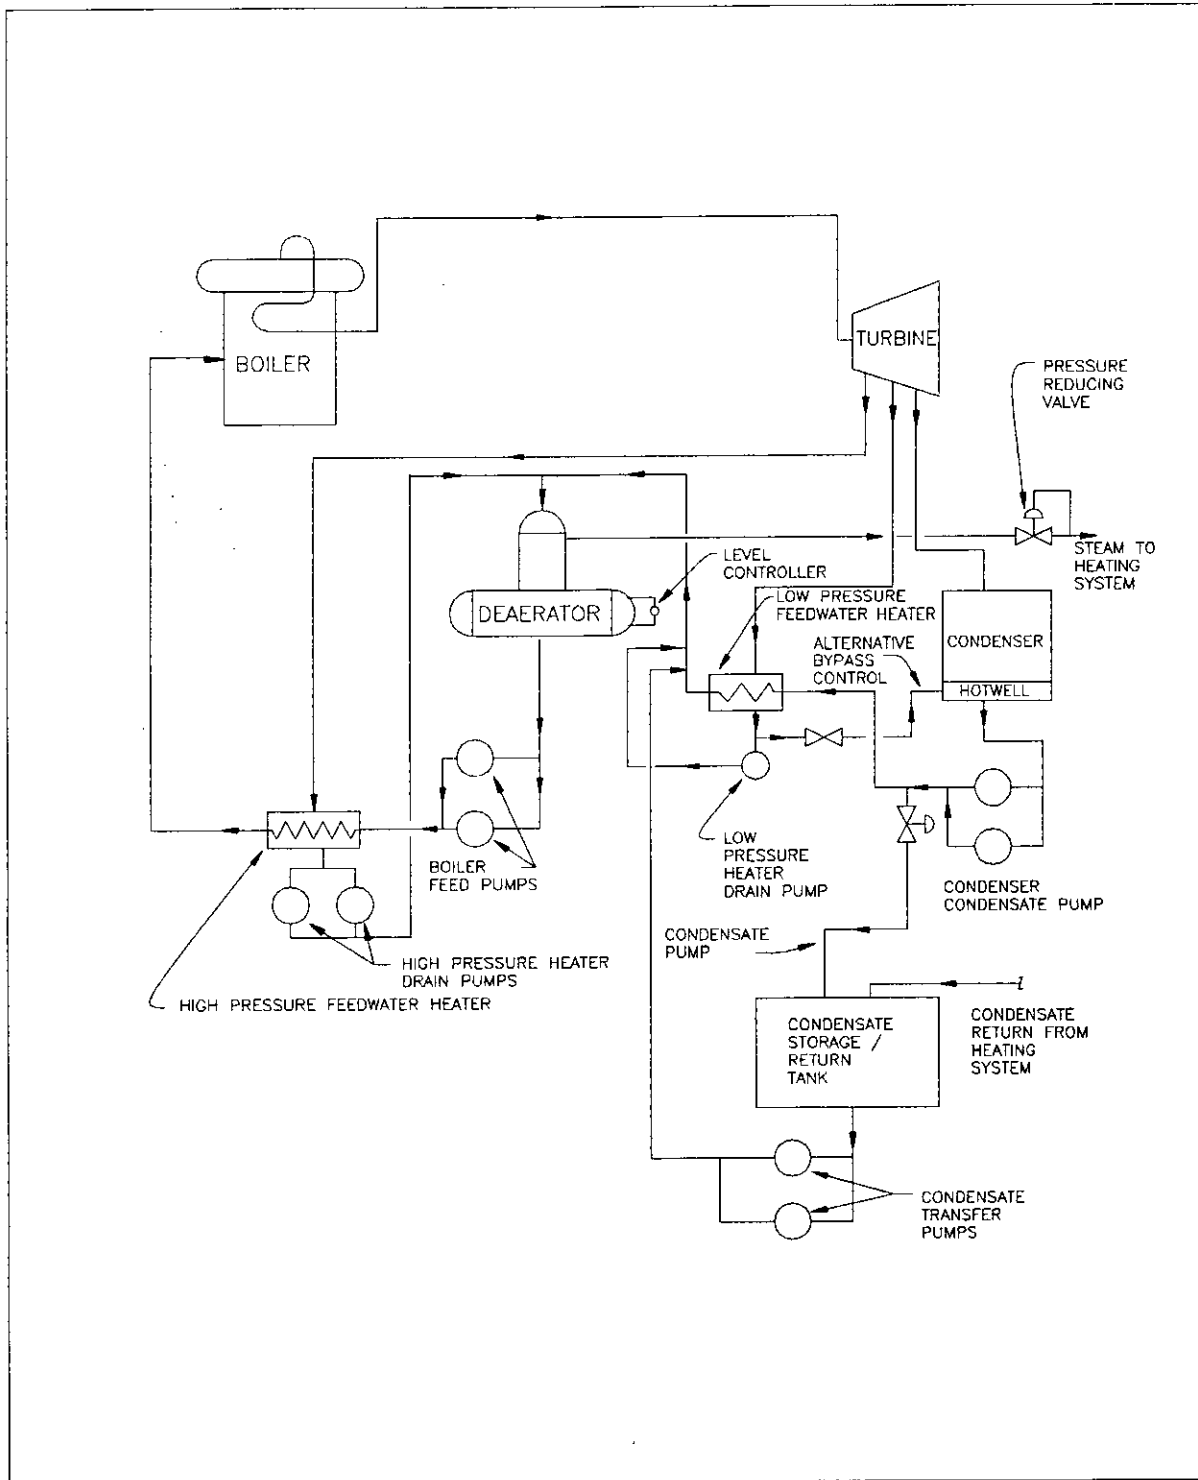 BOILER
TURBINE
PRESSURE
REDUCING
VALVE
STEAM TO
HEATING
SYSTEM
LEVEL
CONTROLLER
DEAERATOR
LOW PRESSURE
FEEDWATER HEATER
ALTERNATIVE
BYPASS
CONTROL
CONDENSER
HOTWELL
BOILER
FEED PUMPS
LOW
PRESSURE
HEATER
DRAIN PUMP
CONDENSER
CONDENSATE PUMP
CONDENSATE
PUMP
HIGH PRESSURE HEATER
DRAIN PUMPS
HIGH PRESSURE FEEDWATER HEATER
CONDENSATE
STORAGE /
RETURN
TANK
CONDENSATE
RETURN FROM
HEATING
SYSTEM
CONDENSATE
TRANSFER
PUMPS